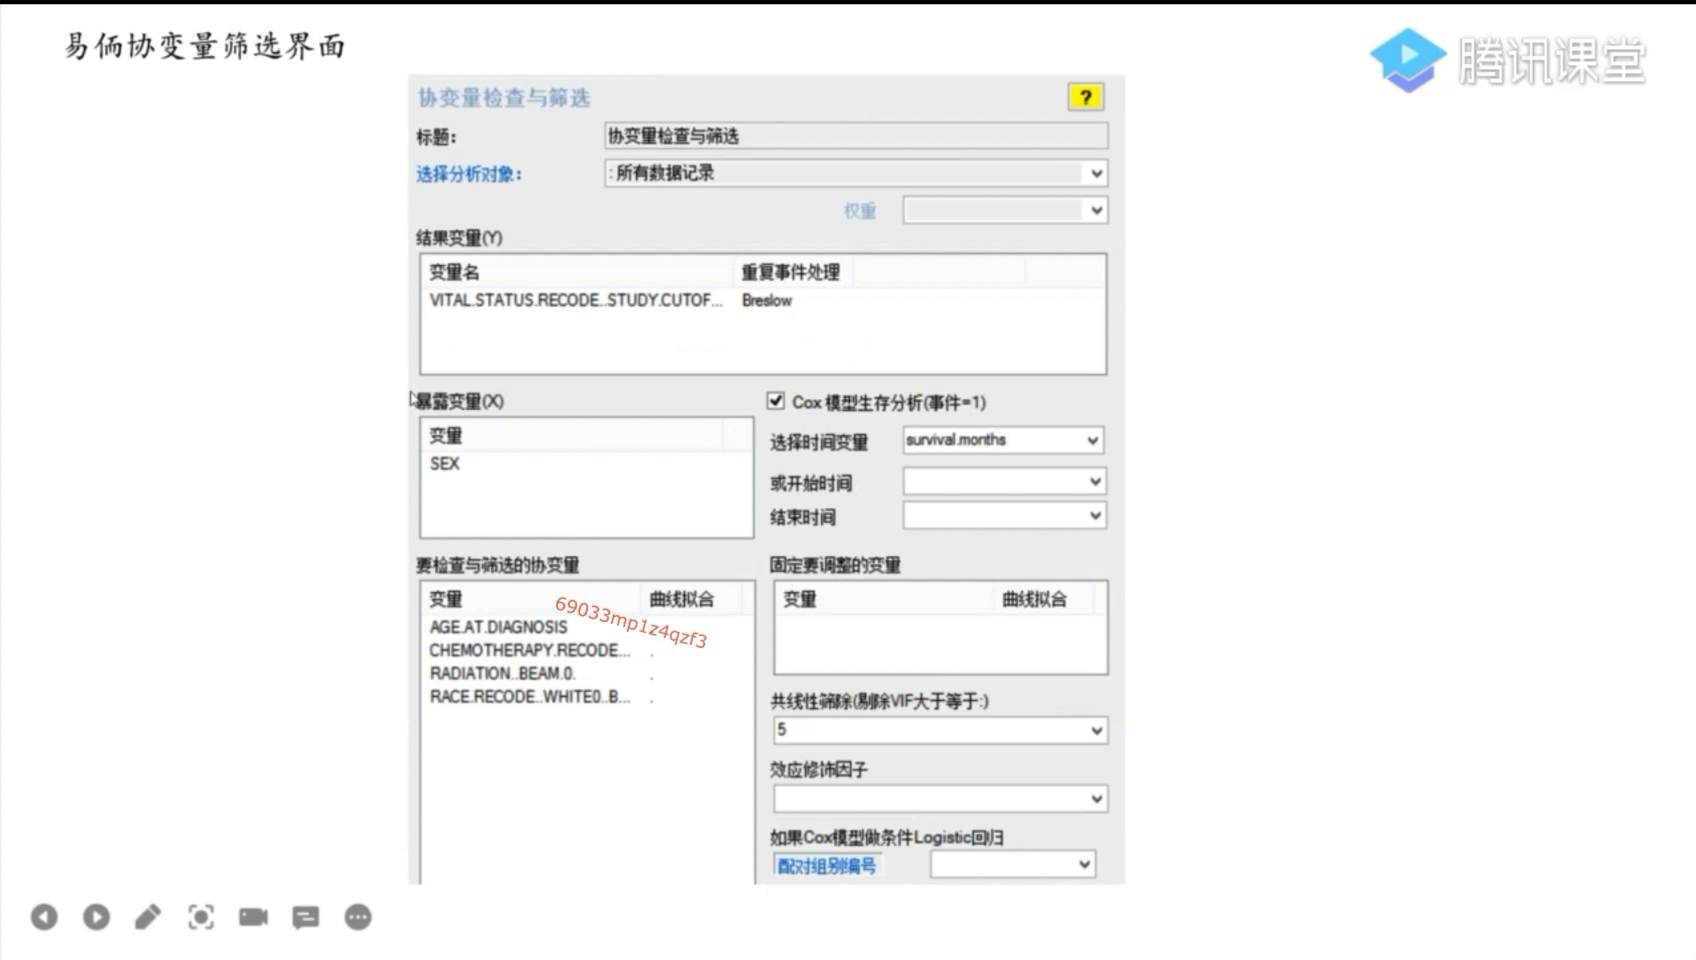 易侕协变量筛选界面
腾讯课堂
协变量检查与筛选
?
标题:
协变量检查与筛选
选择分析对象:
: 所有数据记录
权重
结果变量(Y)
变量名 重复事件处理
VITAL.STATUS.RECODE..STUDY.CUTOF... Breslow
暴露变量(X)
变量
SEX
Cox 模型生存分析(事件=1)
选择时间变量 survival.months
或开始时间
结束时间
要检查与筛选的协变量
变量 曲线拟合
AGE.AT.DIAGNOSIS
CHEMOTHERAPY.RECODE... .
RADIATION..BEAM.0. .
RACE.RECODE..WHITE0..B... .
69033mp1z4qzf3
固定要调整的变量
变量 曲线拟合
共线性筛除(剔除VIF大于等于:)
5
效应修饰因子
如果Cox模型做条件Logistic回归
配对组别编号